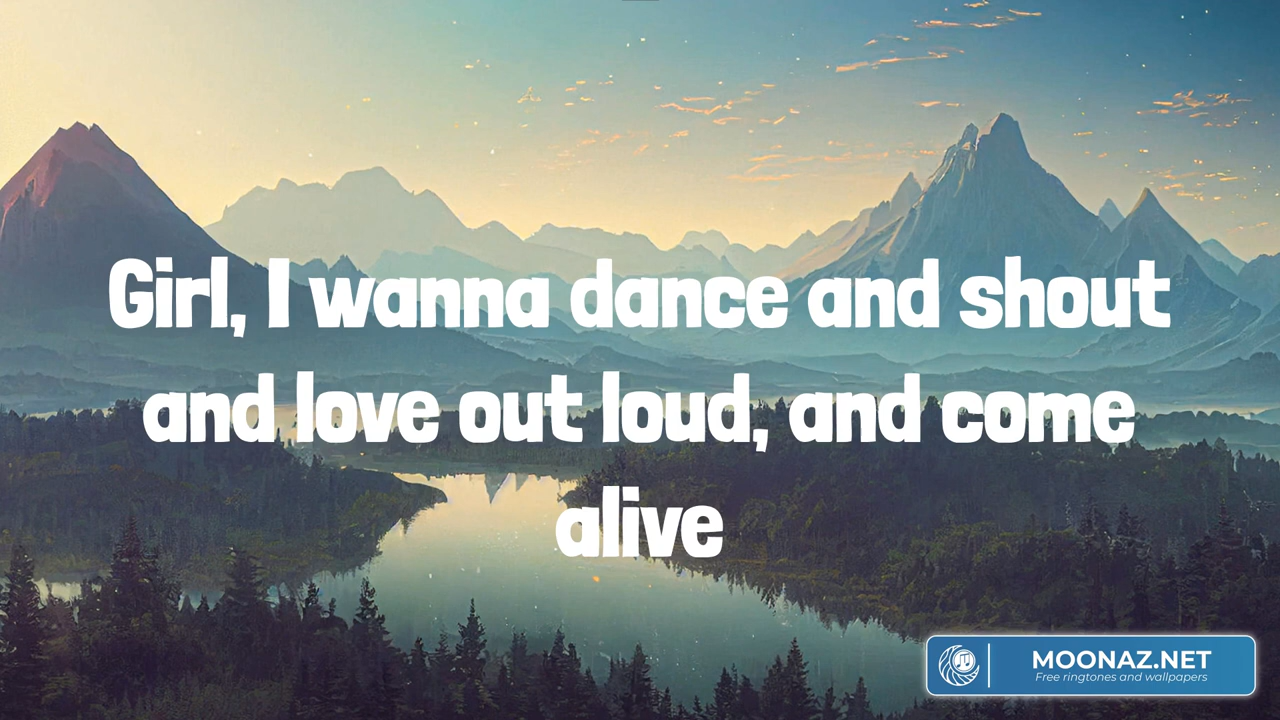 Girl, I wanna dance and shout
and love out loud, and come
alive
MOONAZ.NET
Free ringtones and wallpapers